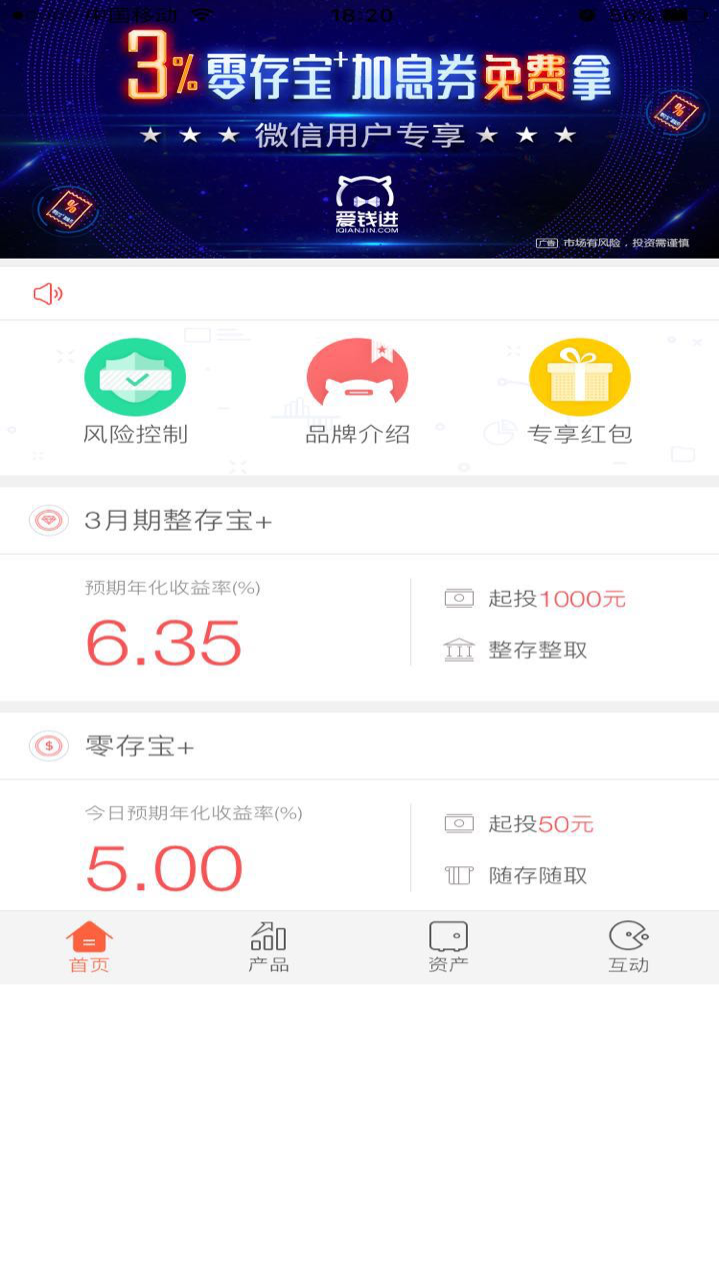 中国移动 18:20 56%
3%零存宝+加息券免费拿
★ ★ ★ 微信用户专享 ★ ★ ★
爱钱进
IQIANJIN.COM
广告 市场有风险，投资需谨慎
风险控制 品牌介绍 专享红包
3月期整存宝+
预期年化收益率(%)
6.35
起投1000元
整存整取
零存宝+
今日预期年化收益率(%)
5.00
起投50元
随存随取
首页 产品 资产 互动